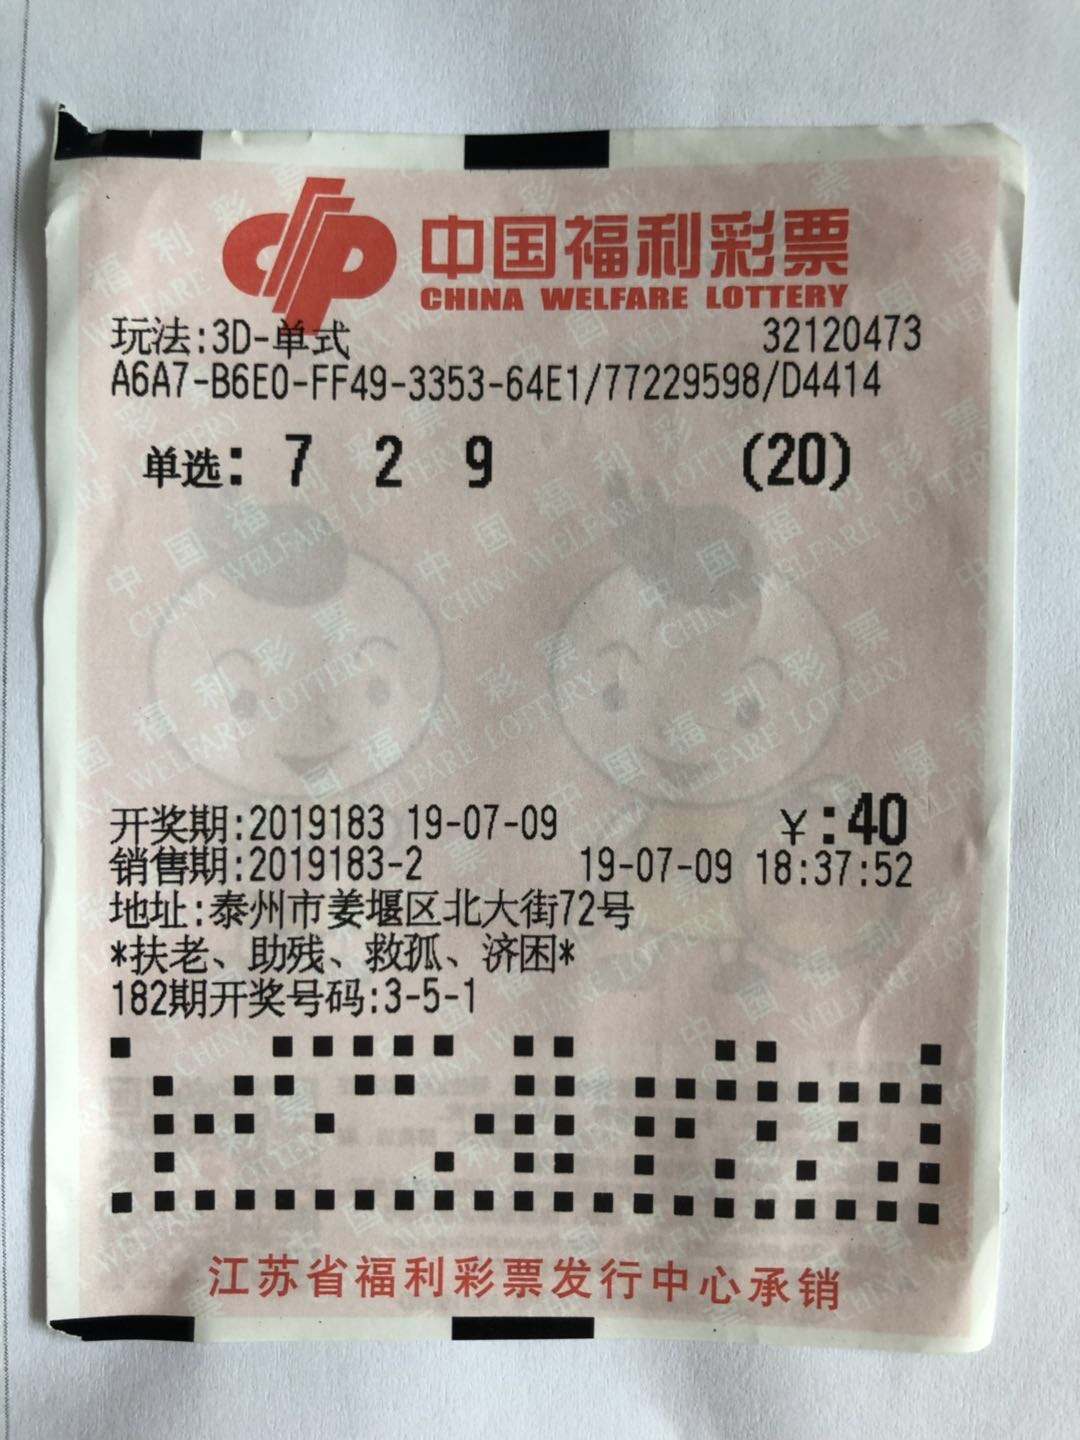 中国福利彩票
CHINA WELFARE LOTTERY
玩法:3D-单式 32120473
A6A7-B6E0-FF49-3353-64E1/77229598/D4414
单选: 7 2 9 (20)
开奖期:2019183 19-07-09 ¥:40
销售期:2019183-2 19-07-09 18:37:52
地址:泰州市姜堰区北大街72号
*扶老、助残、救孤、济困*
182期开奖号码:3-5-1
江苏省福利彩票发行中心承销